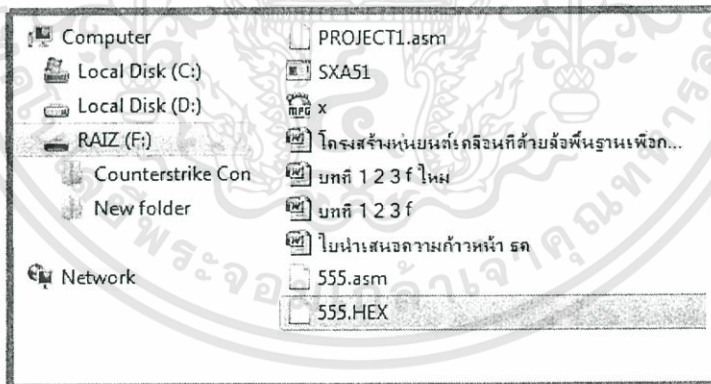 Computer
Local Disk (C:)
Local Disk (D:)
RAIZ (F:)
Counterstrike Con
New folder
Network
PROJECT1.asm
SXA51
x
โครงสร้างหุ่นยนต์เคลื่อนที่ด้วยล้อพื้นฐานเพื่อก...
บทที่ 1 2 3 f ใหม่
บทที่ 1 2 3 f
ใบนำเสนอความก้าวหน้า ธค
555.asm
555.HEX